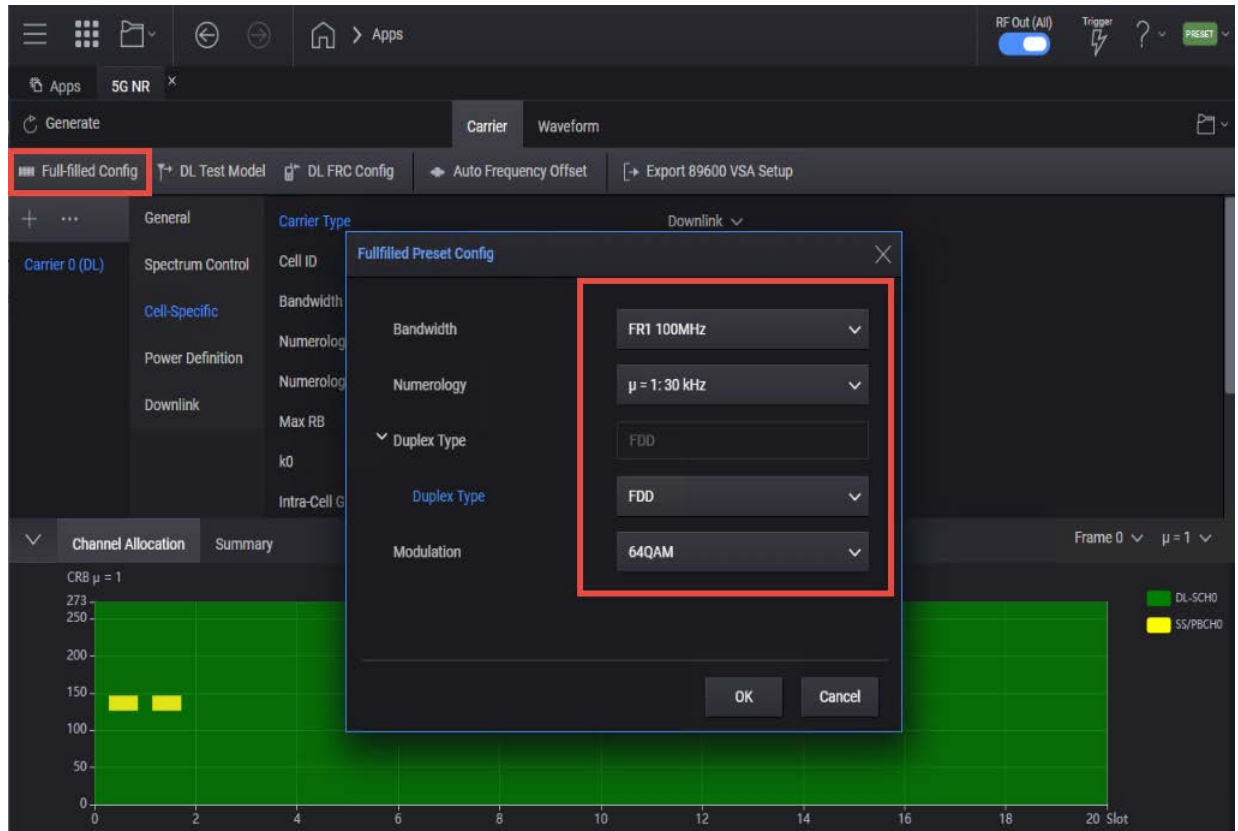 RF Out (All)
Trigger
Apps
PRESET
Apps 5G NR
Generate
Carrier Waveform
Full-filled Config DL Test Model DL FRC Config Auto Frequency Offset Export 89600 VSA Setup
General
Carrier Type Downlink
Carrier 0 (DL)
Spectrum Control
Cell ID
Cell-Specific
Bandwidth
Power Definition
Numerolog
Downlink
Numerolog
Max RB
k0
Intra-Cell G
Fullfilled Preset Config
Bandwidth FR1 100MHz
Numerology μ = 1: 30 kHz
Duplex Type FDD
Duplex Type FDD
Modulation 64QAM
OK Cancel
Channel Allocation Summary Frame 0 μ = 1
CRB μ = 1
273
250
200
150
100
50
0
0 2 4 6 8 10 12 14 16 18 20 Slot
DL-SCH0
SS/PBCH0